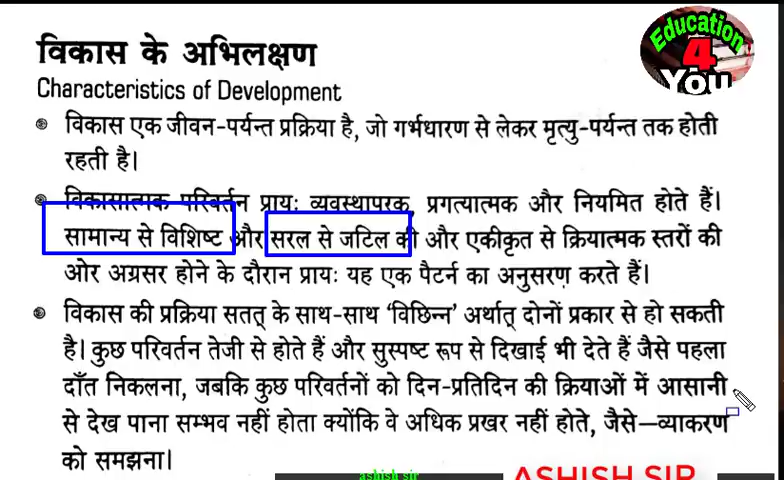 विकास के अभिलक्षण
Characteristics of Development
विकास एक जीवन-पर्यन्त प्रक्रिया है, जो गर्भधारण से लेकर मृत्यु-पर्यन्त तक होती
रहती है।
विकासात्मक परिवर्तन प्रायः व्यवस्थापरक, प्रगत्यात्मक और नियमित होते हैं।
सामान्य से विशिष्ट और सरल से जटिल की और एकीकृत से क्रियात्मक स्तरों की
ओर अग्रसर होने के दौरान प्रायः यह एक पैटर्न का अनुसरण करते हैं।
विकास की प्रक्रिया सतत् के साथ-साथ 'विछिन्न' अर्थात् दोनों प्रकार से हो सकती
है। कुछ परिवर्तन तेजी से होते हैं और सुस्पष्ट रूप से दिखाई भी देते हैं जैसे पहला
दाँत निकलना, जबकि कुछ परिवर्तनों को दिन-प्रतिदिन की क्रियाओं में आसानी
से देख पाना सम्भव नहीं होता क्योंकि वे अधिक प्रखर नहीं होते, जैसे—व्याकरण
को समझना।
Education
4
You
ashish sir
ASHISH SIR